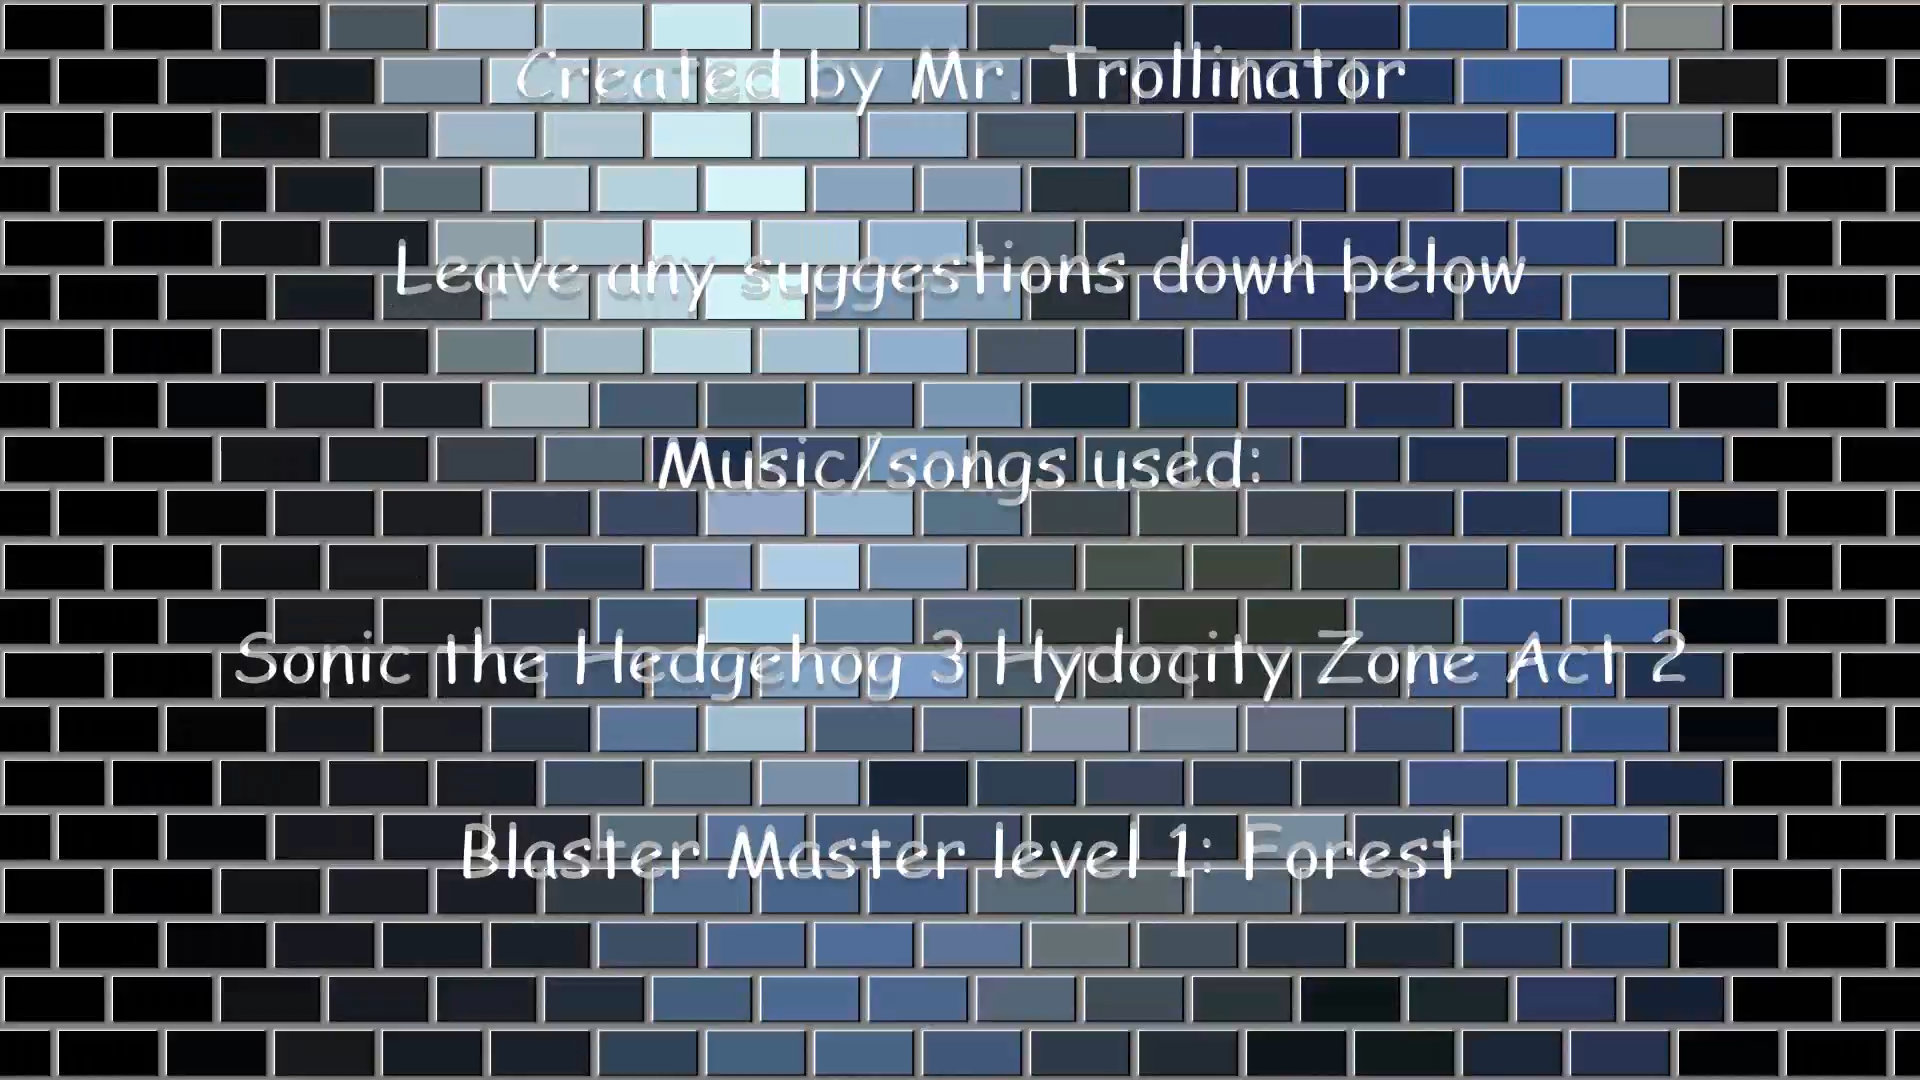 Created by Mr. Trollinator
Leave any suggestions down below
Music/songs used:
Sonic the Hedgehog 3 Hydocity Zone Act 2
Blaster Master level 1: Forest